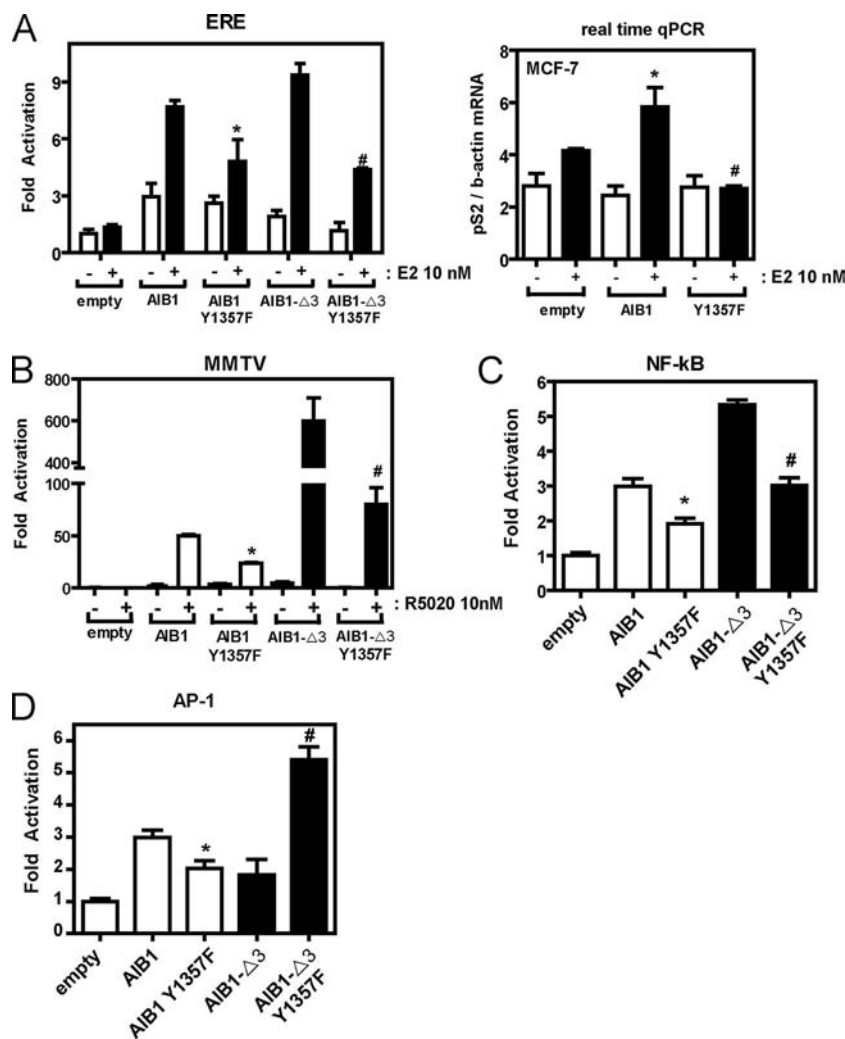 A
ERE
Fold Activation
9
6
3
0
- + - + - + - + - + : E2 10 nM
empty
AIB1
AIB1
Y1357F
AIB1-△3
AIB1-△3
Y1357F
*
#
real time qPCR
MCF-7
pS2 / b-actin mRNA
8
6
4
2
0
*
#
- + - + - + : E2 10 nM
empty
AIB1
Y1357F
B
MMTV
Fold Activation
800
600
400
100
50
0
*
#
- + - + - + - + - + : R5020 10nM
empty
AIB1
AIB1
Y1357F
AIB1-△3
AIB1-△3
Y1357F
C
NF-kB
Fold Activation
6
5
4
3
2
1
0
*
#
empty
AIB1
AIB1 Y1357F
AIB1-△3
AIB1-△3
Y1357F
D
AP-1
Fold Activation
6
5
4
3
2
1
0
*
#
empty
AIB1
AIB1 Y1357F
AIB1-△3
AIB1-△3
Y1357F